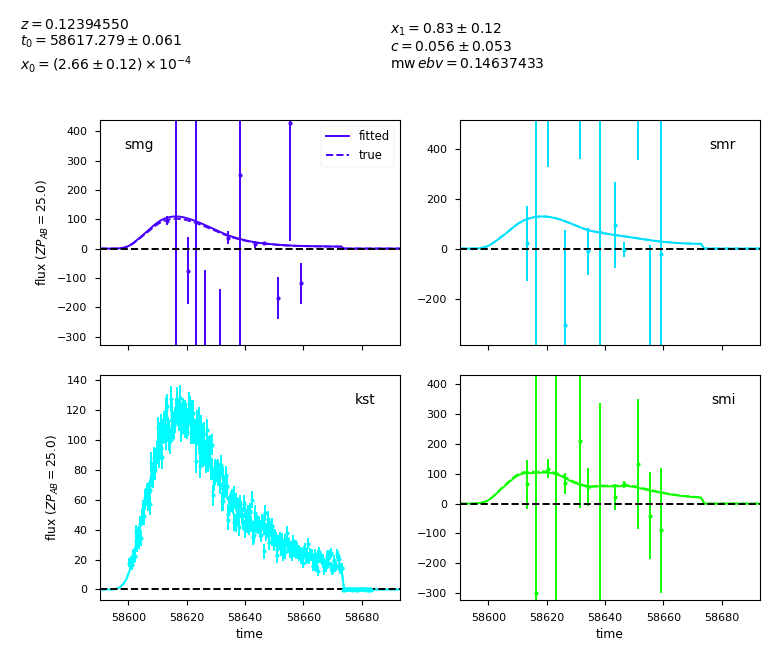 z = 0.12394550
t₀ = 58617.279 ± 0.061
x₀ = (2.66 ± 0.12) × 10⁻⁴
x₁ = 0.83 ± 0.12
c = 0.056 ± 0.053
mw ebv = 0.14637433
smg
fitted
true
400
300
200
100
0
−100
−200
−300
flux (ZP_AB = 25.0)
smr
400
200
0
−200
kst
140
120
100
80
60
40
20
0
flux (ZP_AB = 25.0)
58600 58620 58640 58660 58680
time
smi
400
300
200
100
0
−100
−200
−300
58600 58620 58640 58660 58680
time